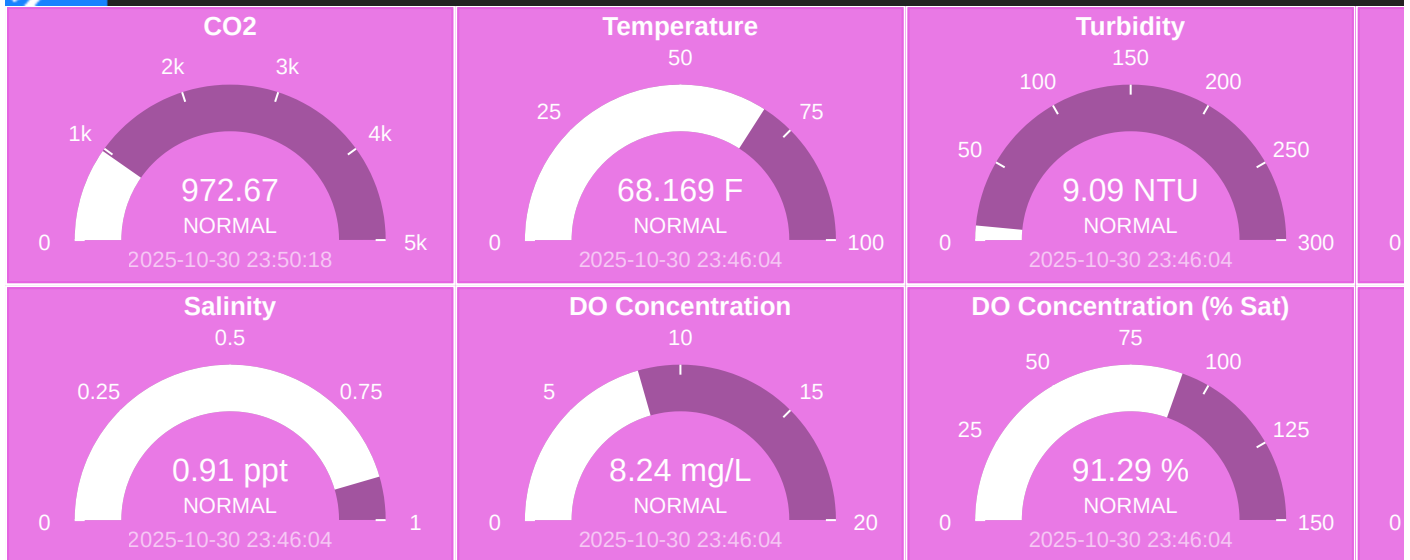 CO2
2k
3k
1k
4k
972.67
NORMAL
0
5k
2025-10-30 23:50:18
Temperature
50
25
75
68.169 F
NORMAL
0
100
2025-10-30 23:46:04
Turbidity
150
100
200
50
250
9.09 NTU
NORMAL
0
300
2025-10-30 23:46:04
0
Salinity
0.5
0.25
0.75
0.91 ppt
NORMAL
0
1
2025-10-30 23:46:04
DO Concentration
10
5
15
8.24 mg/L
NORMAL
0
20
2025-10-30 23:46:04
DO Concentration (% Sat)
75
50
100
25
125
91.29 %
NORMAL
0
150
2025-10-30 23:46:04
0